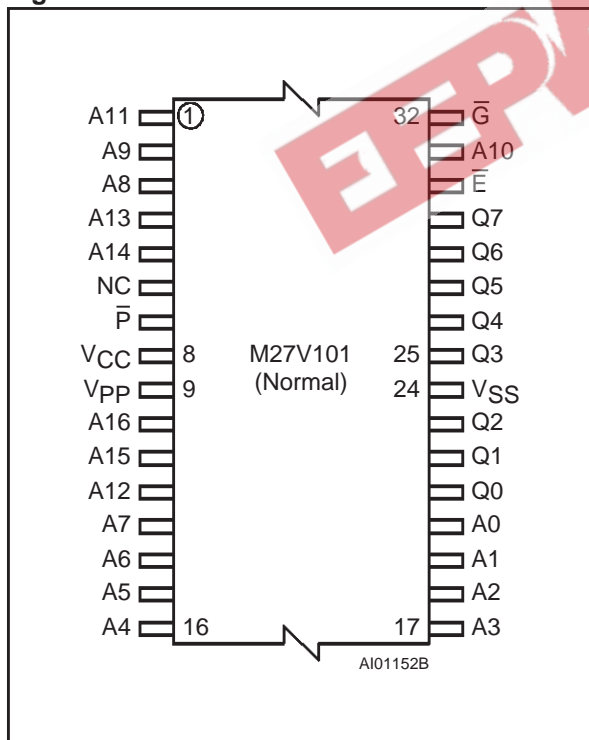 A11 1 32 G̅
A9 A10
A8 E̅
A13 Q7
A14 Q6
NC Q5
P̅ Q4
VCC 8 M27V101 25 Q3
VPP 9 (Normal) 24 VSS
A16 Q2
A15 Q1
A12 Q0
A7 A0
A6 A1
A5 A2
A4 16 17 A3
AI01152B